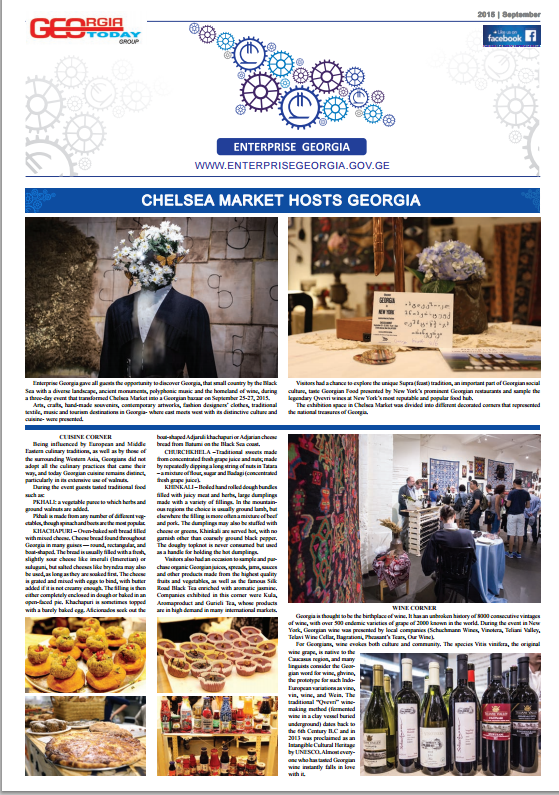 GEORGIA
TODAY
GROUP
2015 | September
Like us on
facebook
ENTERPRISE GEORGIA
WWW.ENTERPRISEGEORGIA.GOV.GE
CHELSEA MARKET HOSTS GEORGIA
GEORGIA
NEW YORK
Enterprise Georgia gave all guests the opportunity to discover Georgia, that small country by the Black
Sea with a diverse landscape, ancient monuments, polyphonic music and the homeland of wine, during
a three-day event that transformed Chelsea Market into a Georgian bazaar on September 25-27, 2015.
Arts, crafts, hand-made souvenirs, contemporary artworks, fashion designers' clothes, traditional
textile, music and tourism destinations in Georgia- where east meets west with its distinctive culture and
cuisine- were presented.
Visitors had a chance to explore the unique Supra (feast) tradition, an important part of Georgian social
culture, taste Georgian Food presented by New York's prominent Georgian restaurants and sample the
legendary Qvevri wines at New York's most reputable and popular food hub.
The exhibition space in Chelsea Market was divided into different decorated corners that represented
the national treasures of Georgia.
CUISINE CORNER
Being influenced by European and Middle
Eastern culinary traditions, as well as by those of
the surrounding Western Asia, Georgians did not
adopt all the culinary practices that came their
way, and today Georgian cuisine remains distinct,
particularly in its extensive use of walnuts.
During the event guests tasted traditional food
such as:
PKHALI: a vegetable puree to which herbs and
ground walnuts are added.
Pkhali is made from any number of different veg-
etables, though spinach and beets are the most popular.
KHACHAPURI – Oven-baked soft bread filled
with mixed cheese. Cheese bread found throughout
Georgia in many guises — round, rectangular, and
boat-shaped. The bread is usually filled with a fresh,
slightly sour cheese like imeruli (Imeretian) or
suluguni, but salted cheeses like bryndza may also
be used, as long as they are soaked first. The cheese
is grated and mixed with eggs to bind, with butter
added if it is not creamy enough. The filling is then
either completely enclosed in dough or baked in an
open-faced pie. Khachapuri is sometimes topped
with a barely baked egg. Aficionados seek out the
boat-shaped Adjaruli khachapuri or Adjarian cheese
bread from Batumi on the Black Sea coast.
CHURCHKHELA – Traditional sweets made
from concentrated fresh grape juice and nuts; made
by repeatedly dipping a long string of nuts in Tatara
– a mixture of flour, sugar and Badagi (concentrated
fresh grape juice).
KHINKALI – Boiled hand rolled dough bundles
filled with juicy meat and herbs, large dumplings
made with a variety of fillings. In the mountain-
ous regions the choice is usually ground lamb, but
elsewhere the filling is more often a mixture of beef
and pork. The dumplings may also be stuffed with
cheese or greens. Khinkali are served hot, with no
garnish other than coarsely ground black pepper.
The doughy topknot is never consumed but used
as a handle for holding the hot dumplings.
Visitors also had an occasion to sample and pur-
chase organic Georgian juices, spreads, jams, sauces
and other products made from the highest quality
fruits and vegetables, as well as the famous Silk
Road Black Tea enriched with aromatic jasmine.
Companies exhibited in this corner were Kula,
Aromaproduct and Gurieli Tea, whose products
are in high demand in many international markets.
WINE CORNER
Georgia is thought to be the birthplace of wine. It has an unbroken history of 8000 consecutive vintages
of wine, with over 500 endemic varieties of grape of 2000 known in the world. During the event in New
York, Georgian wine was presented by local companies (Schuchmann Wines, Vinoterra, Teliani Valley,
Telavi Wine Cellar, Bagrationi, Pheasant's Tears, Our Wine).
For Georgians, wine evokes both culture and community. The species Vitis vinifera, the original
wine grape, is native to the
Caucasus region, and many
linguists consider the Geor-
gian word for wine, ghvino,
the prototype for such Indo-
European variations as vino,
vin, wine, and Wein. The
traditional "Qvevri" wine-
making method (fermented
wine in a clay vessel buried
underground) dates back to
the 6th Century B.C and in
2013 was proclaimed as an
Intangible Cultural Heritage
by UNESCO. Almost every-
one who has tasted Georgian
wine instantly falls in love
with it.